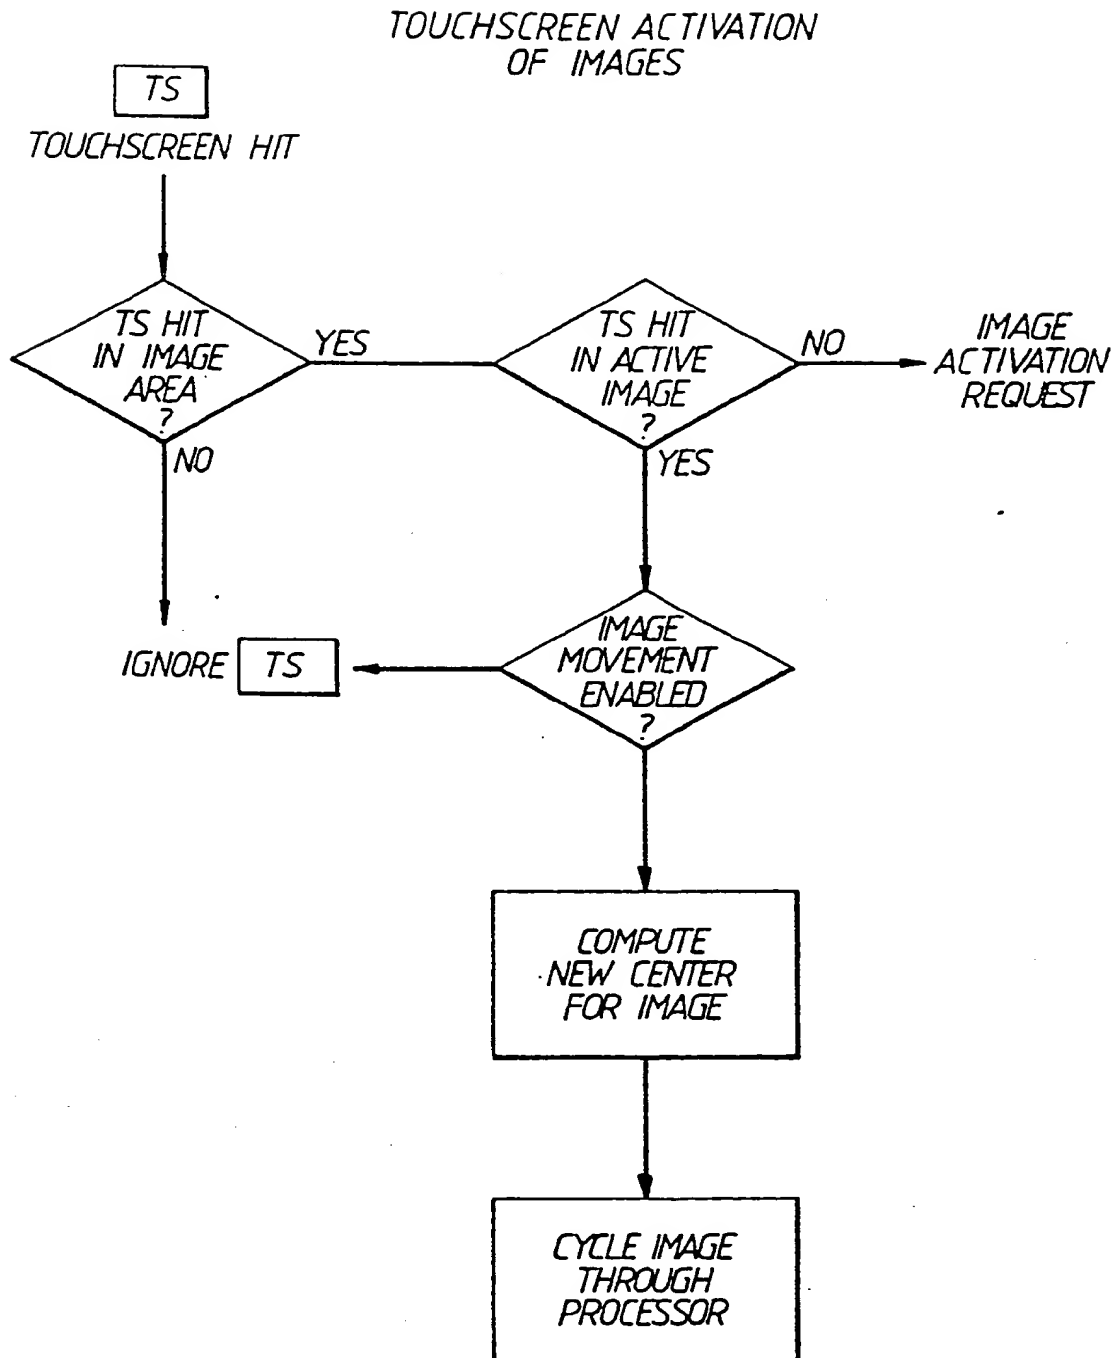 TOUCHSCREEN ACTIVATION
OF IMAGES
TS
TOUCHSCREEN HIT
TS HIT
IN IMAGE
AREA
?
YES
NO
TS HIT
IN ACTIVE
IMAGE
?
NO
IMAGE
ACTIVATION
REQUEST
YES
IGNORE TS
IMAGE
MOVEMENT
ENABLED
?
COMPUTE
NEW CENTER
FOR IMAGE
CYCLE IMAGE
THROUGH
PROCESSOR